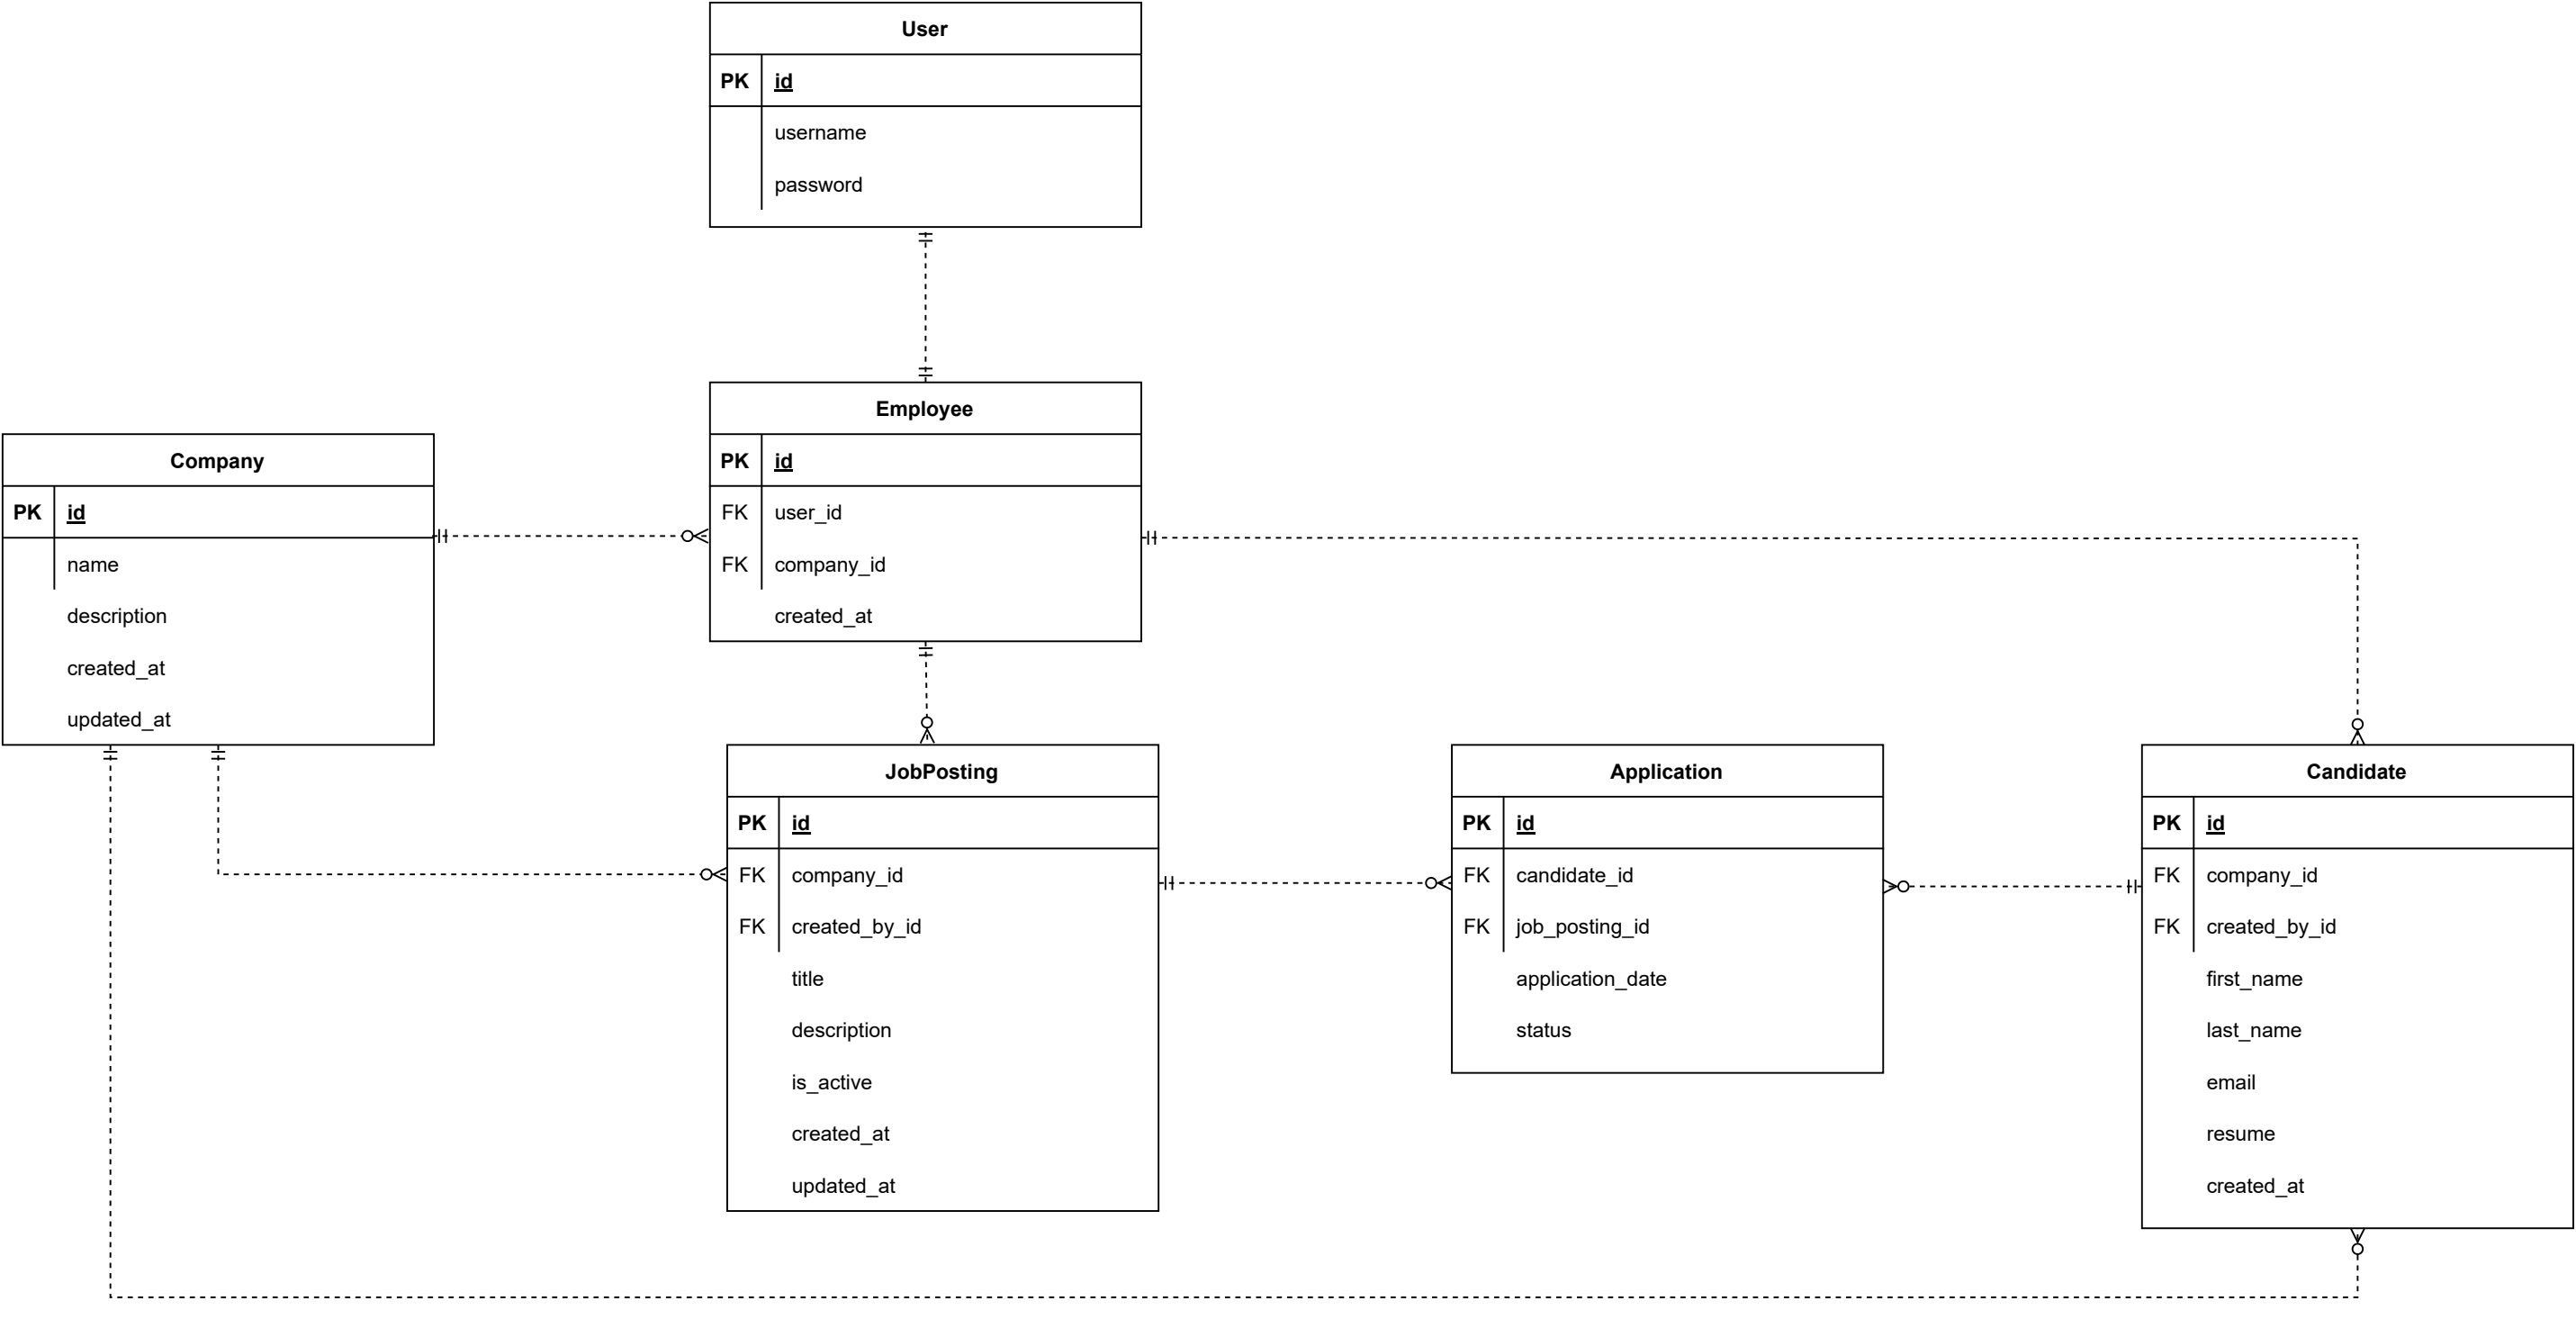 User
PK id
username
password
Employee
PK id
FK user_id
FK company_id
created_at
Company
PK id
name
description
created_at
updated_at
JobPosting
PK id
FK company_id
FK created_by_id
title
description
is_active
created_at
updated_at
Application
PK id
FK candidate_id
FK job_posting_id
application_date
status
Candidate
PK id
FK company_id
FK created_by_id
first_name
last_name
email
resume
created_at